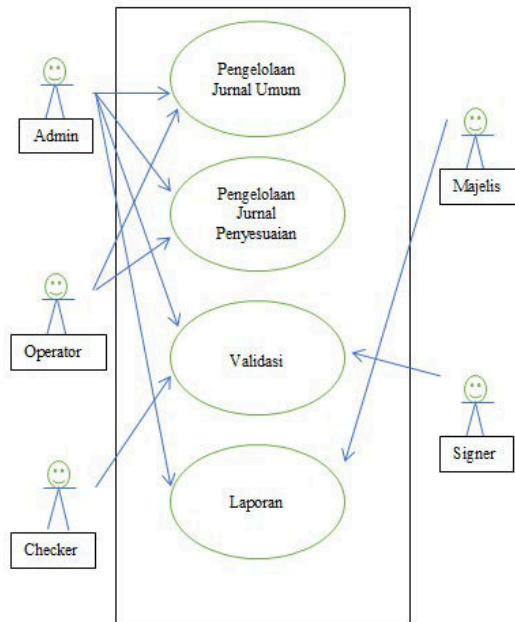 Pengelolaan
Jurnal Umum
Admin
Majelis
Pengelolaan
Jurnal
Penyesuaian
Operator
Validasi
Signer
Laporan
Checker